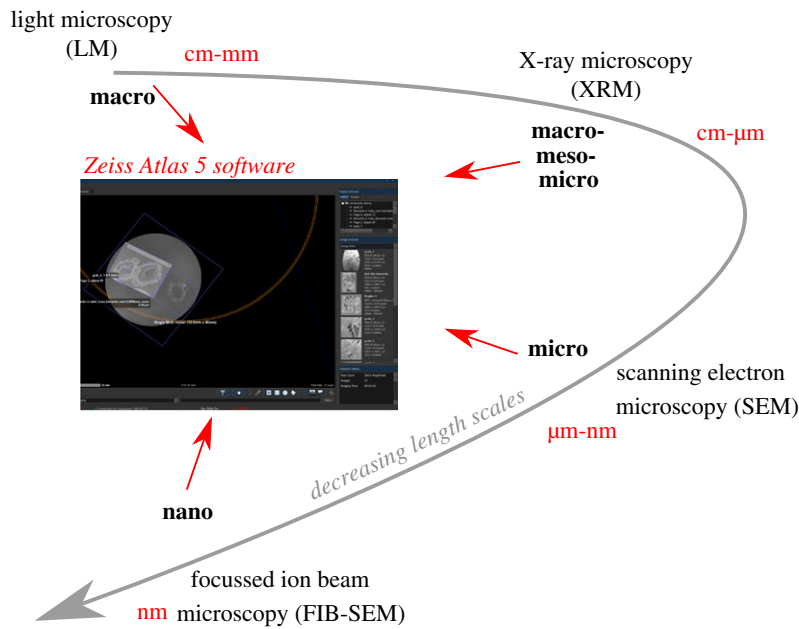 light microscopy
(LM)
cm-mm
macro
X-ray microscopy
(XRM)
macro-
meso-
micro
cm-µm
Zeiss Atlas 5 software
micro
scanning electron
microscopy (SEM)
µm-nm
decreasing length scales
nano
focussed ion beam
nm microscopy (FIB-SEM)